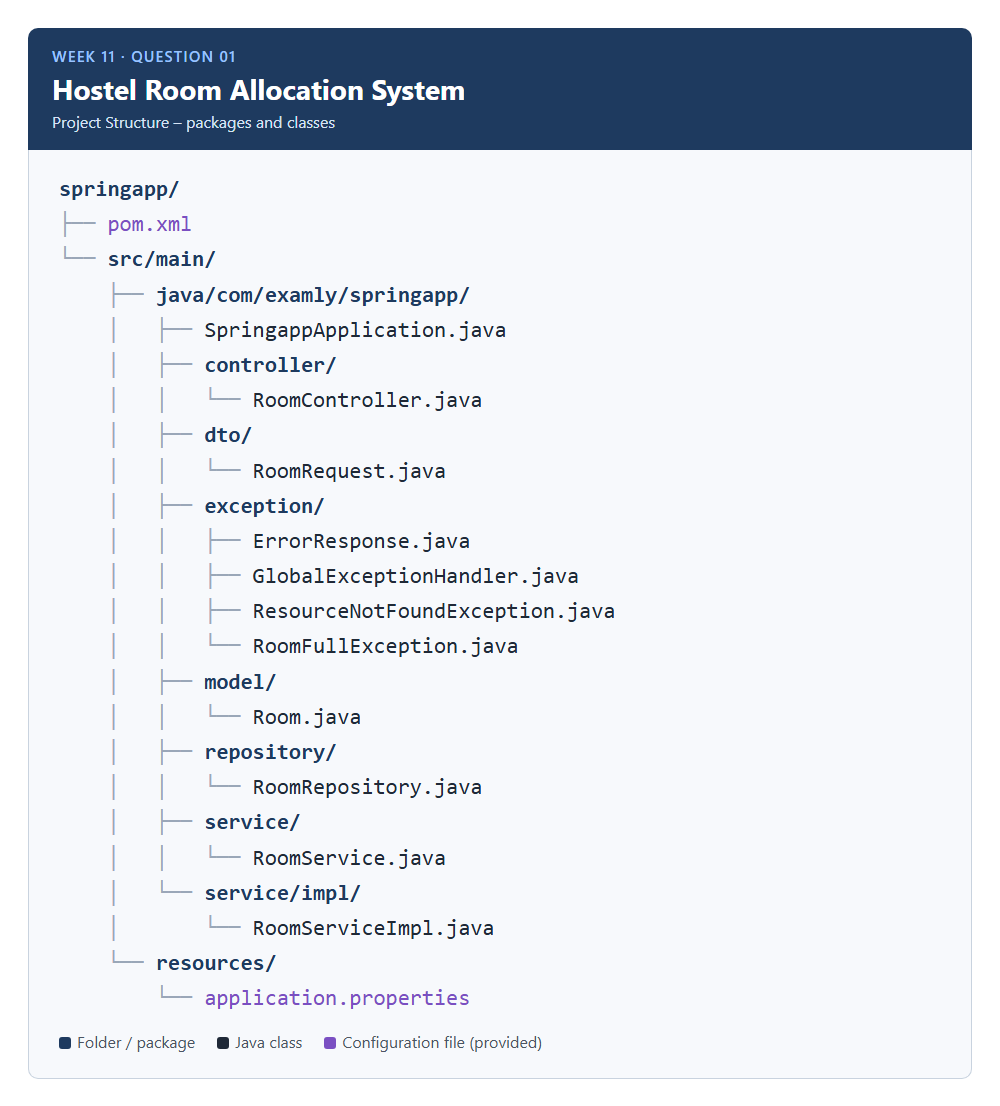 WEEK 11 · QUESTION 01
Hostel Room Allocation System
Project Structure – packages and classes
springapp/
├── pom.xml
└── src/main/
    ├── java/com/examly/springapp/
    │   ├── SpringappApplication.java
    │   ├── controller/
    │   │   └── RoomController.java
    │   ├── dto/
    │   │   └── RoomRequest.java
    │   ├── exception/
    │   │   ├── ErrorResponse.java
    │   │   ├── GlobalExceptionHandler.java
    │   │   ├── ResourceNotFoundException.java
    │   │   └── RoomFullException.java
    │   ├── model/
    │   │   └── Room.java
    │   ├── repository/
    │   │   └── RoomRepository.java
    │   ├── service/
    │   │   └── RoomService.java
    │   └── service/impl/
    │       └── RoomServiceImpl.java
    └── resources/
        └── application.properties
Folder / package Java class Configuration file (provided)